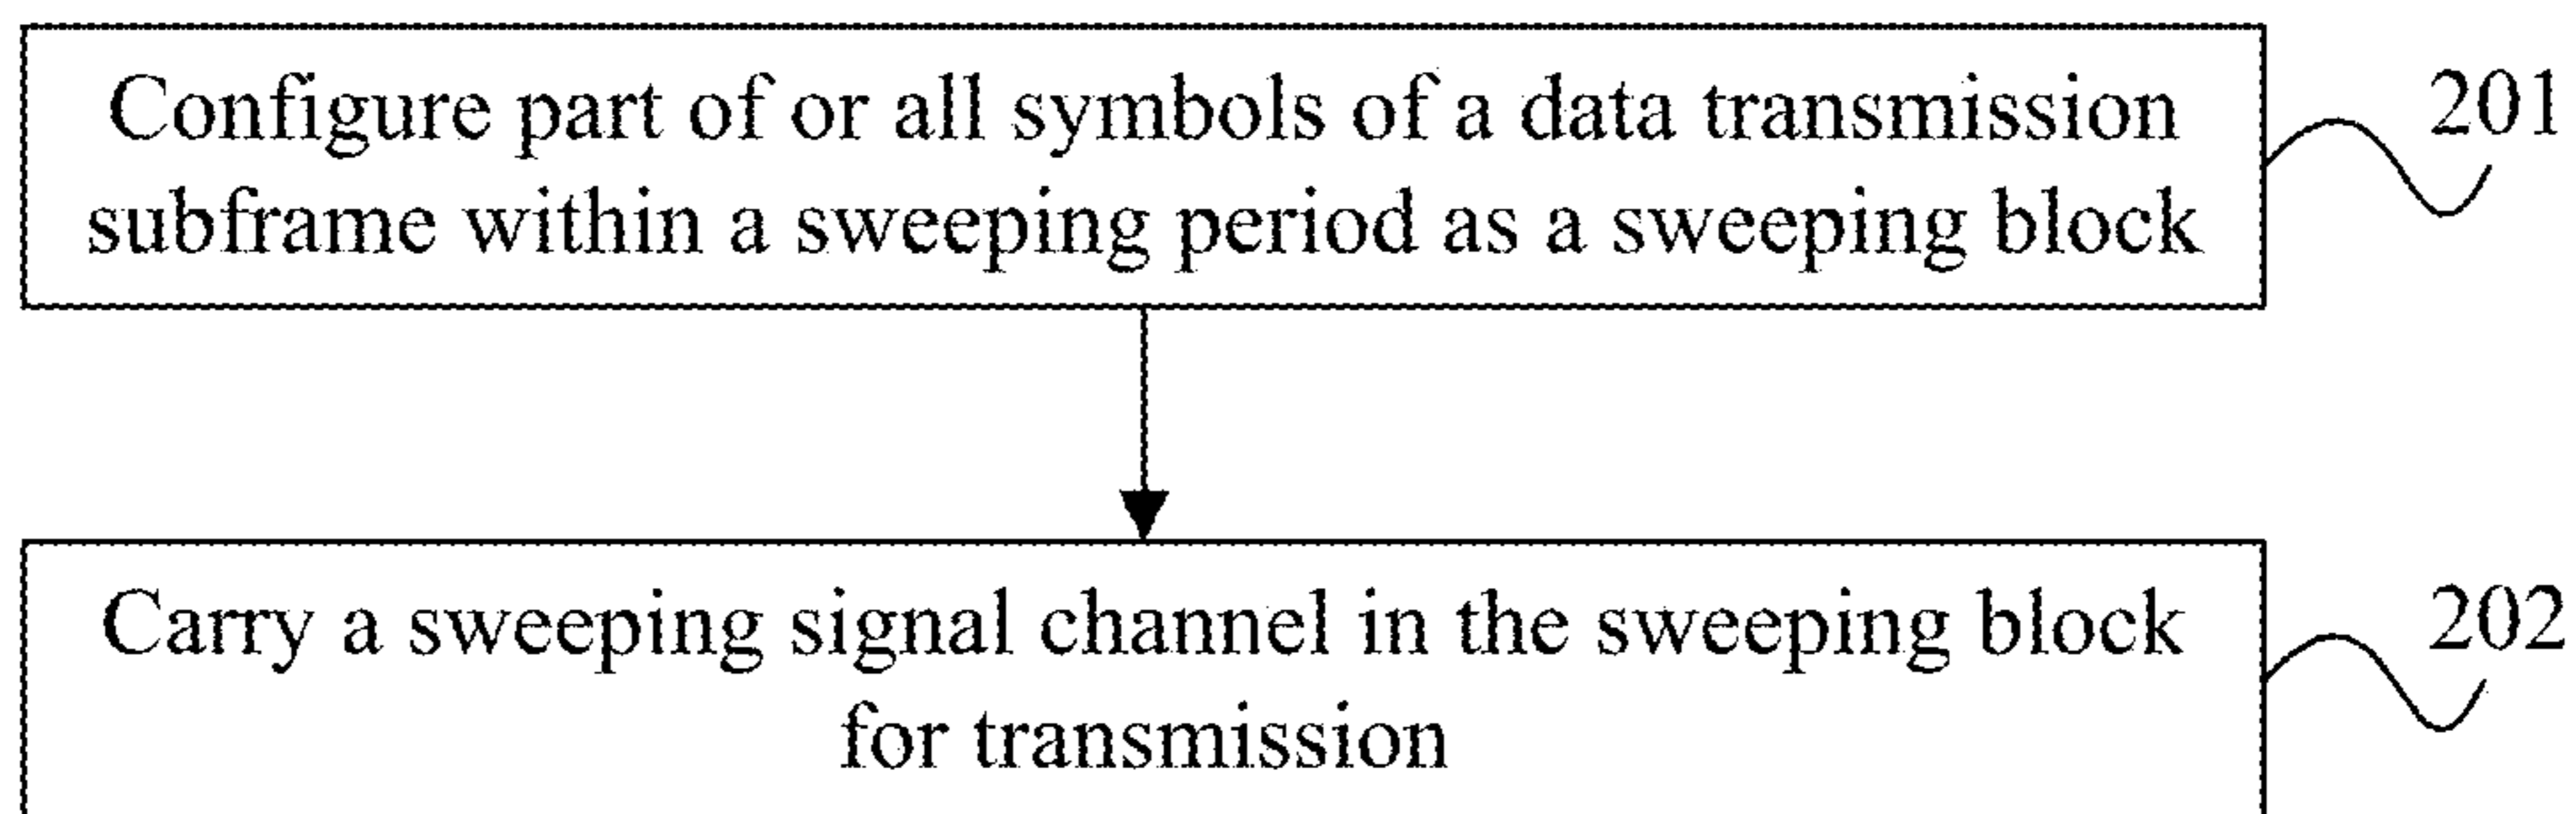 Configure part of or all symbols of a data transmission
201
subframe within a sweeping period as a sweeping block
Carry a sweeping signal channel in the sweeping block
202
for transmission